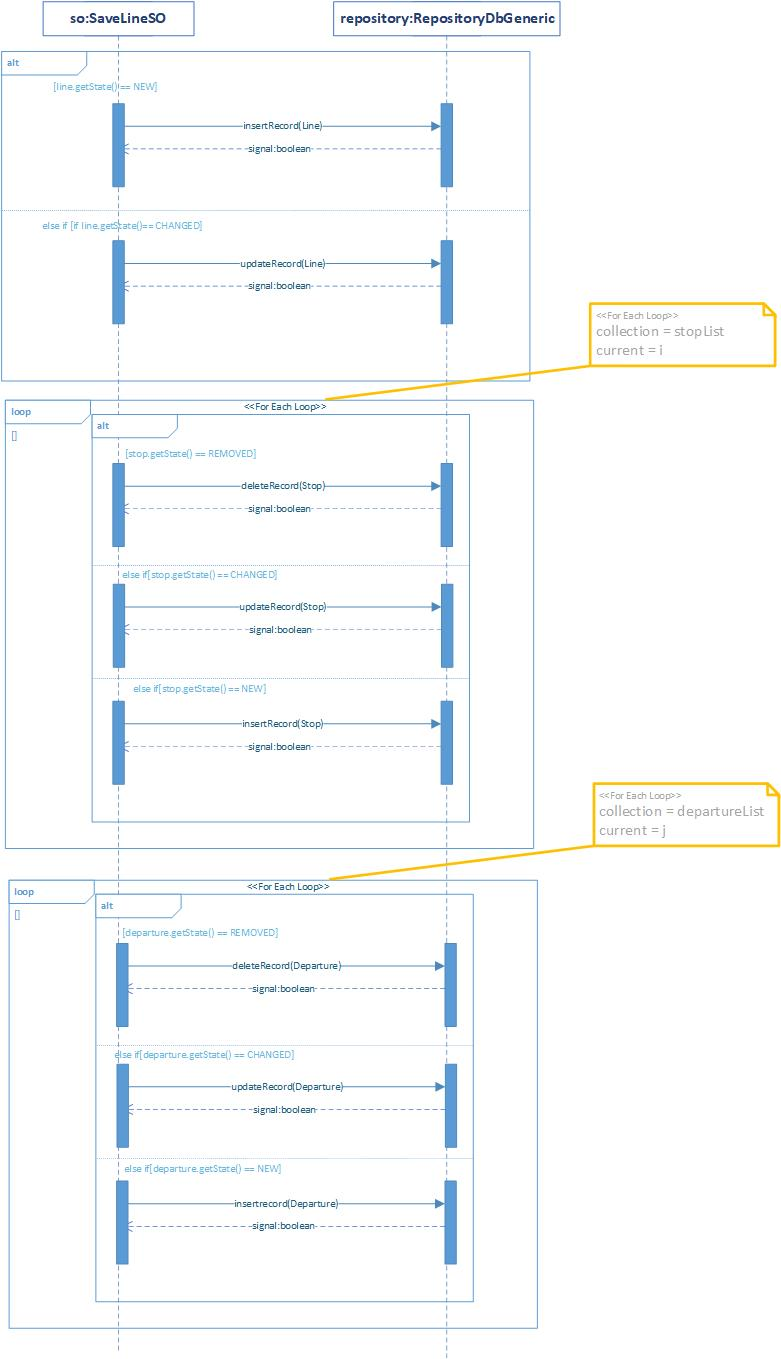 so:SaveLineSO
repository:RepositoryDbGeneric
alt
[line.getState() == NEW]
insertRecord(Line)
signal:boolean
else if [if line.getState()== CHANGED]
updateRecord(Line)
signal:boolean
<<For Each Loop>>
collection = stopList
current = i
loop
<<For Each Loop>>
[]
alt
[stop.getState() == REMOVED]
deleteRecord(Stop)
signal:boolean
else if[stop.getState() == CHANGED]
updateRecord(Stop)
signal:boolean
else if[stop.getState() == NEW]
insertRecord(Stop)
signal:boolean
<<For Each Loop>>
collection = departureList
current = j
loop
<<For Each Loop>>
[]
alt
[departure.getState() == REMOVED]
deleteRecord(Departure)
signal:boolean
else if[departure.getState() == CHANGED]
updateRecord(Departure)
signal:boolean
else if[departure.getState() == NEW]
insertrecord(Departure)
signal:boolean